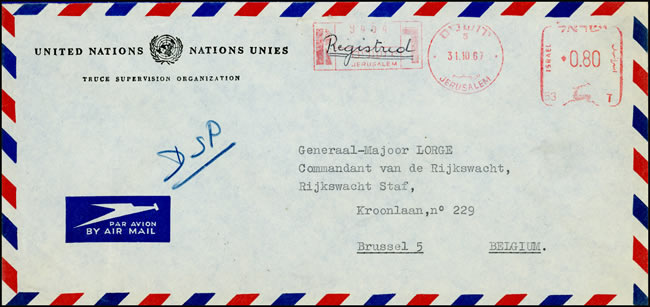 UNITED NATIONS NATIONS UNIES
TRUCE SUPERVISION ORGANIZATION
Registred
JERUSALEM
ירושלים
31.10.67
JERUSALEM
ישראל
ISRAEL
0.80
T
DSP
Generaal-Majoor LORGE
Commandant van de Rijkswacht,
Rijkswacht Staf,
Kroonlaan,n° 229
Brussel 5 BELGIUM.
PAR AVION
BY AIR MAIL